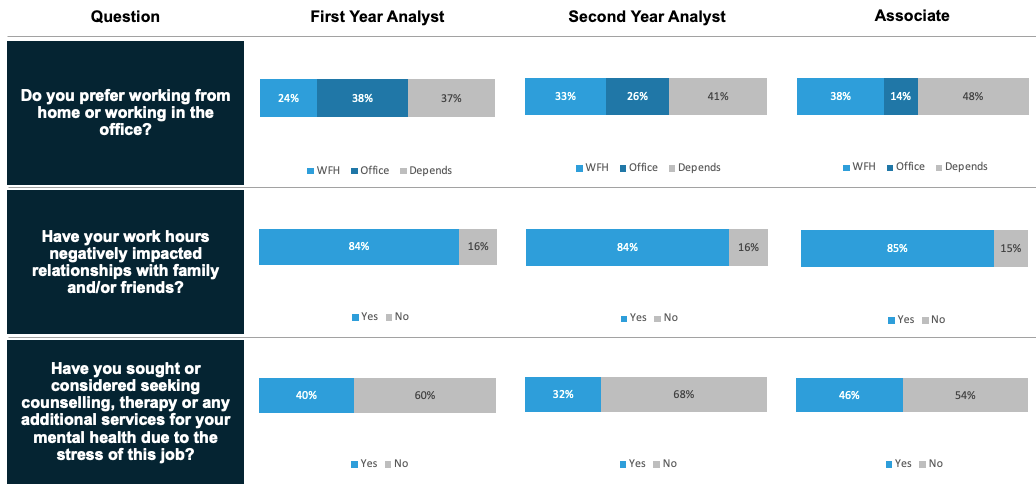 Question First Year Analyst Second Year Analyst Associate
Do you prefer working from
home or working in the
office?
24% 38% 37%
WFH Office Depends
33% 26% 41%
WFH Office Depends
38% 14% 48%
WFH Office Depends
Have your work hours
negatively impacted
relationships with family
and/or friends?
84% 16%
Yes No
84% 16%
Yes No
85% 15%
Yes No
Have you sought or
considered seeking
counselling, therapy or any
additional services for your
mental health due to the
stress of this job?
40% 60%
Yes No
32% 68%
Yes No
46% 54%
Yes No